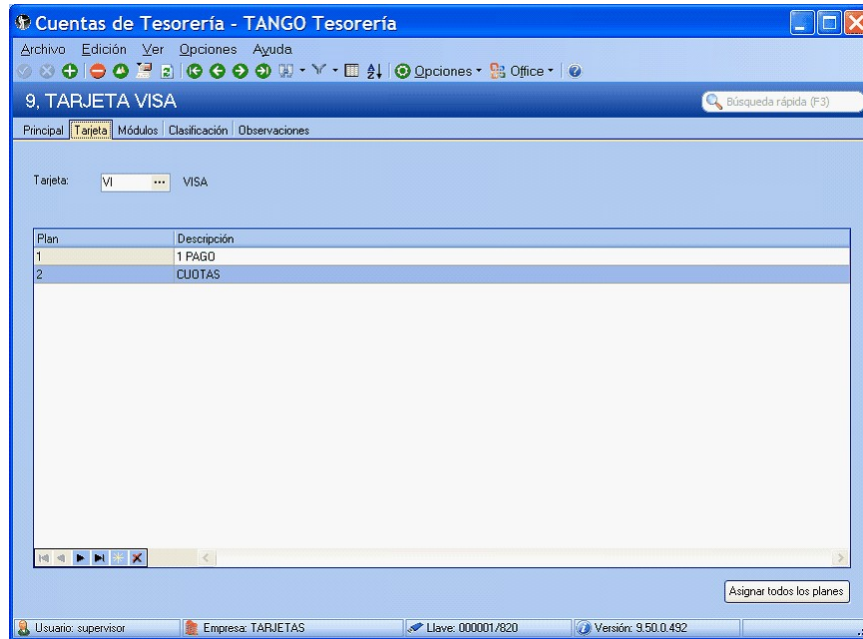 Cuentas de Tesorería - TANGO Tesorería
Archivo Edición Ver Opciones Ayuda
Opciones Office
9, TARJETA VISA
Búsqueda rápida (F3)
Principal Tarjeta Módulos Clasificación Observaciones
Tarjeta: VI ... VISA
Plan Descripción
1 1 PAGO
2 CUOTAS
Asignar todos los planes
Usuario: supervisor Empresa: TARJETAS Llave: 000001/820 Versión: 9.50.0.492